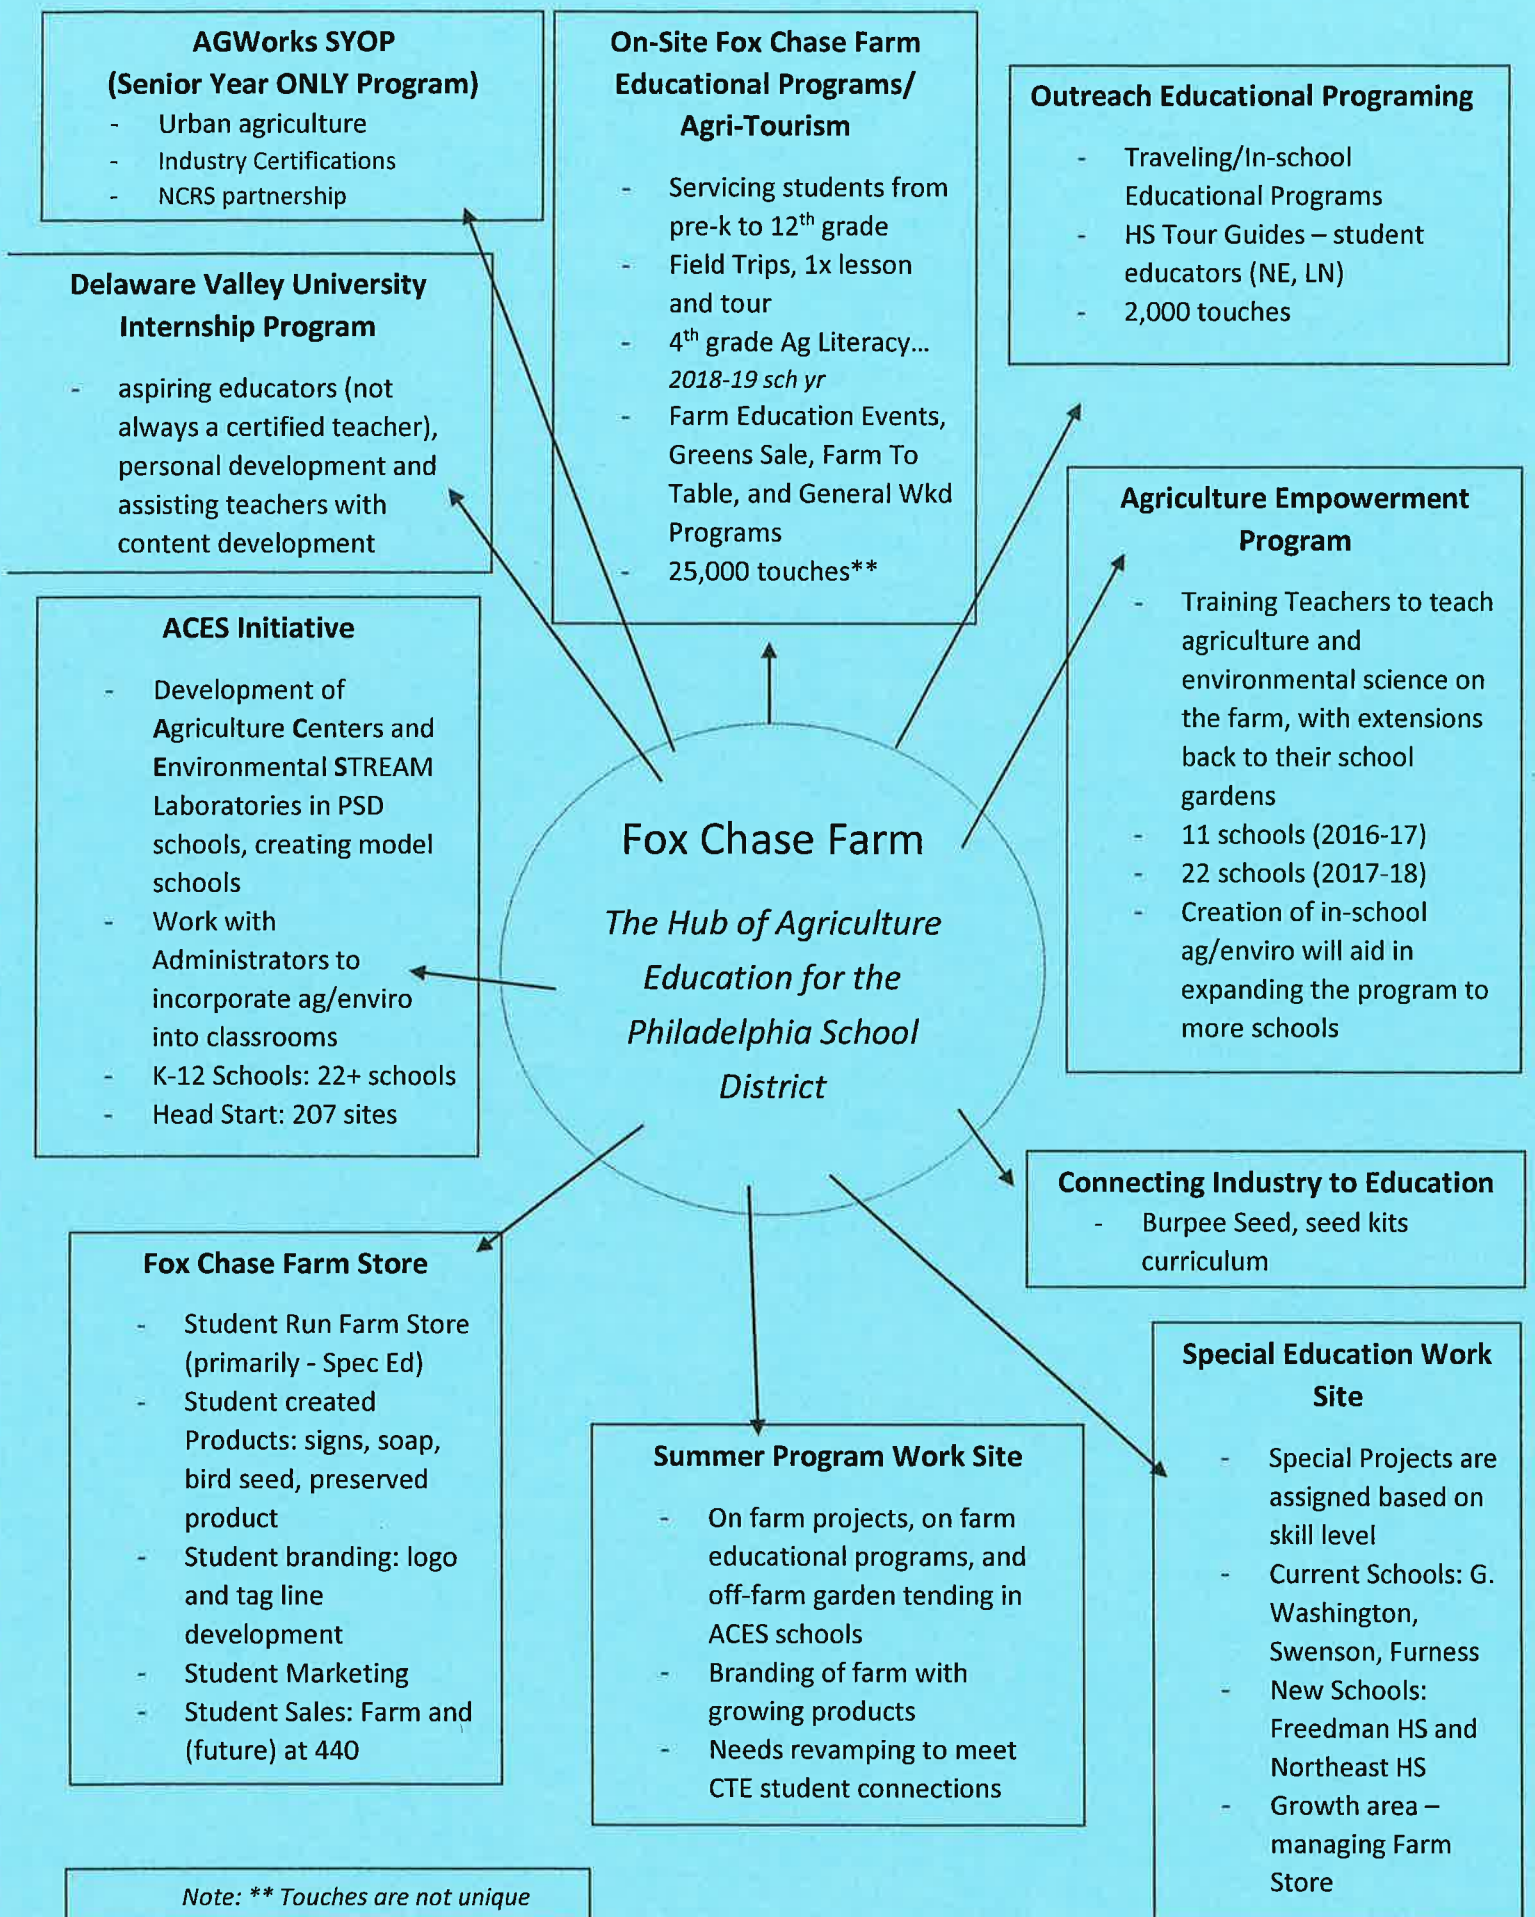 AGWorks SYOP
(Senior Year ONLY Program)
- Urban agriculture
- Industry Certifications
- NCRS partnership
On-Site Fox Chase Farm
Educational Programs/
Agri-Tourism
- Servicing students from
pre-k to 12th grade
- Field Trips, 1x lesson
and tour
- 4th grade Ag Literacy...
2018-19 sch yr
- Farm Education Events,
Greens Sale, Farm To
Table, and General Wkd
Programs
- 25,000 touches**
Outreach Educational Programing
- Traveling/In-school
Educational Programs
- HS Tour Guides – student
educators (NE, LN)
- 2,000 touches
Delaware Valley University
Internship Program
- aspiring educators (not
always a certified teacher),
personal development and
assisting teachers with
content development
Agriculture Empowerment
Program
- Training Teachers to teach
agriculture and
environmental science on
the farm, with extensions
back to their school
gardens
- 11 schools (2016-17)
- 22 schools (2017-18)
- Creation of in-school
ag/enviro will aid in
expanding the program to
more schools
ACES Initiative
- Development of
Agriculture Centers and
Environmental STREAM
Laboratories in PSD
schools, creating model
schools
- Work with
Administrators to
incorporate ag/enviro
into classrooms
- K-12 Schools: 22+ schools
- Head Start: 207 sites
Fox Chase Farm
The Hub of Agriculture
Education for the
Philadelphia School
District
Connecting Industry to Education
- Burpee Seed, seed kits
curriculum
Fox Chase Farm Store
- Student Run Farm Store
(primarily - Spec Ed)
- Student created
Products: signs, soap,
bird seed, preserved
product
- Student branding: logo
and tag line
development
- Student Marketing
- Student Sales: Farm and
(future) at 440
Summer Program Work Site
- On farm projects, on farm
educational programs, and
off-farm garden tending in
ACES schools
- Branding of farm with
growing products
- Needs revamping to meet
CTE student connections
Special Education Work
Site
- Special Projects are
assigned based on
skill level
- Current Schools: G.
Washington,
Swenson, Furness
- New Schools:
Freedman HS and
Northeast HS
- Growth area –
managing Farm
Store
Note: ** Touches are not unique